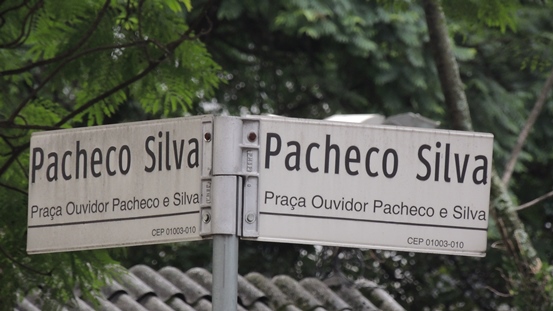 Pacheco Silva
Praça Ouvidor Pacheco e Silva
CEP 01003-010
Pacheco Silva
Praça Ouvidor Pacheco e Silva
CEP 01003-010